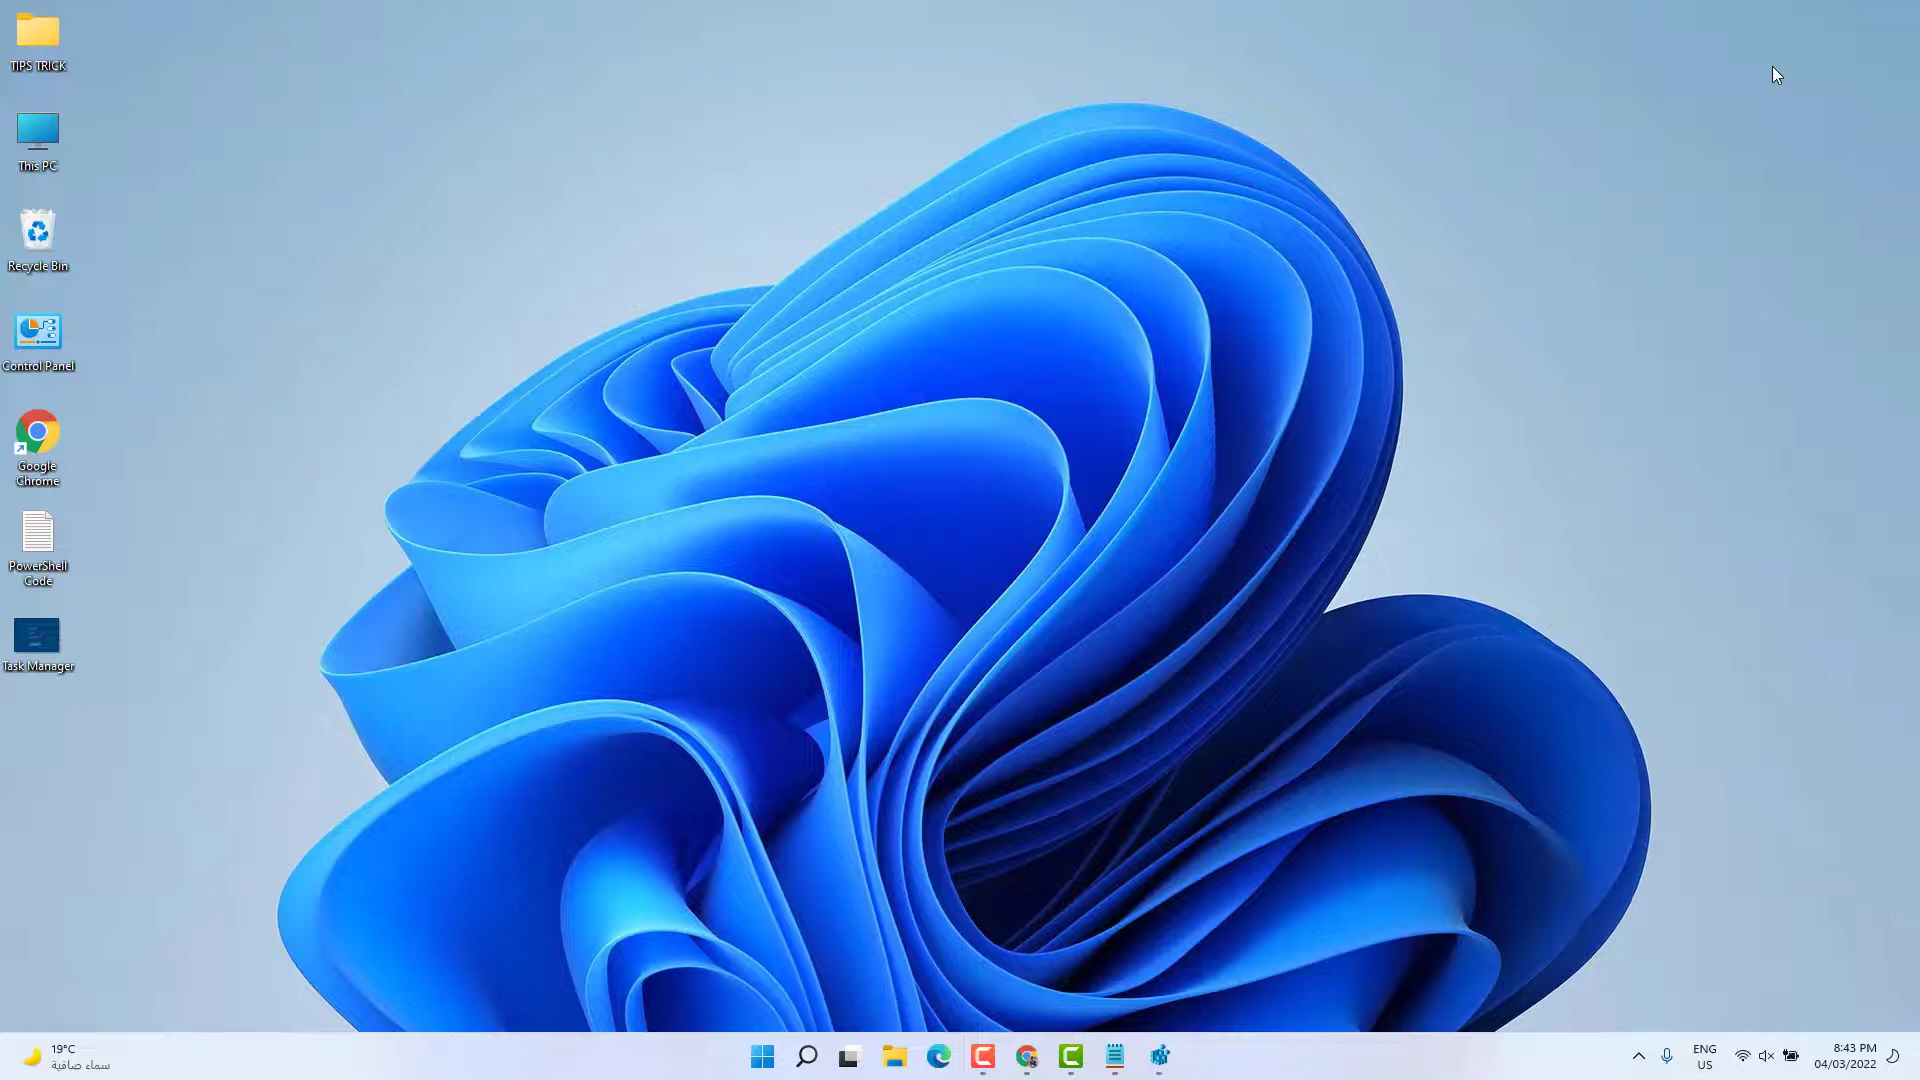 TIPS TRICK
This PC
Recycle Bin
Control Panel
Google
Chrome
PowerShell
Code
Task Manager
19°C
سماء صافية
ENG
US
8:43 PM
04/03/2022